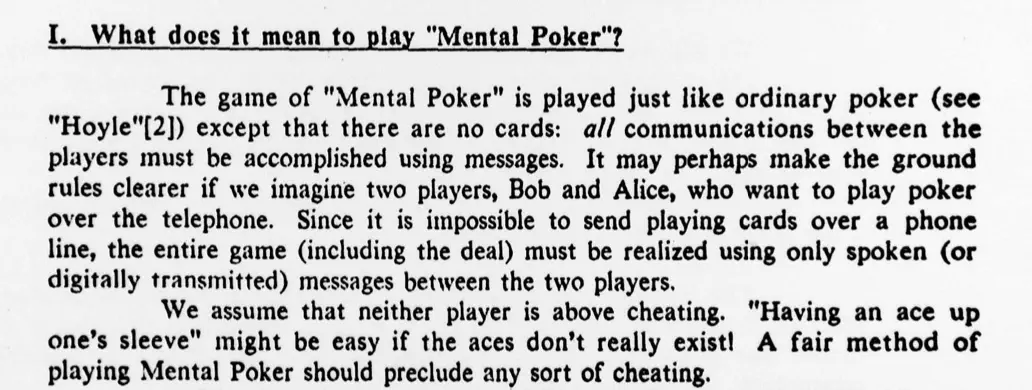 I. What does it mean to play "Mental Poker"?
The game of "Mental Poker" is played just like ordinary poker (see
"Hoyle"[2]) except that there are no cards: all communications between the
players must be accomplished using messages. It may perhaps make the ground
rules clearer if we imagine two players, Bob and Alice, who want to play poker
over the telephone. Since it is impossible to send playing cards over a phone
line, the entire game (including the deal) must be realized using only spoken (or
digitally transmitted) messages between the two players.
We assume that neither player is above cheating. "Having an ace up
one's sleeve" might be easy if the aces don't really exist! A fair method of
playing Mental Poker should preclude any sort of cheating.